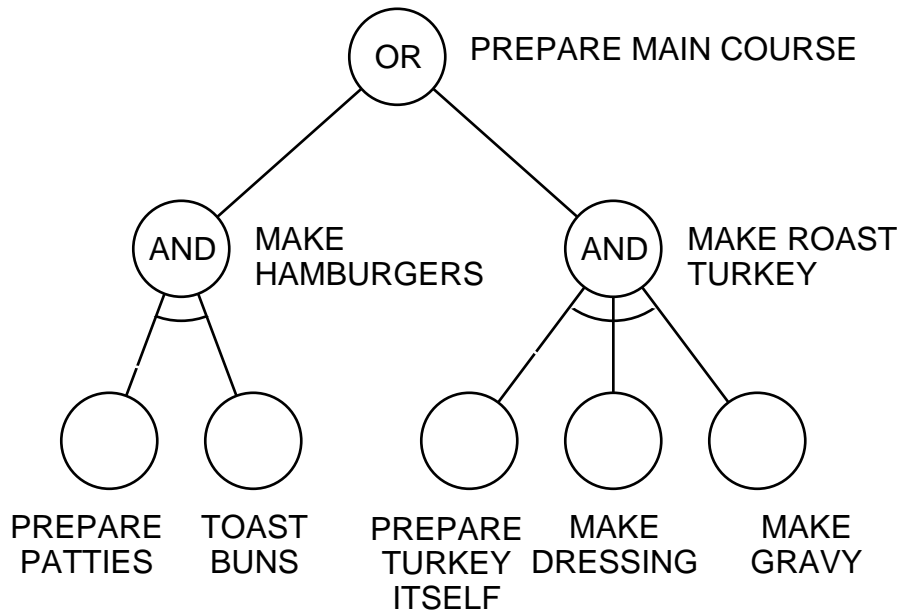 OR
PREPARE MAIN COURSE
AND
MAKE
HAMBURGERS
AND
MAKE ROAST
TURKEY
PREPARE
PATTIES
TOAST
BUNS
PREPARE
TURKEY
ITSELF
MAKE
DRESSING
MAKE
GRAVY